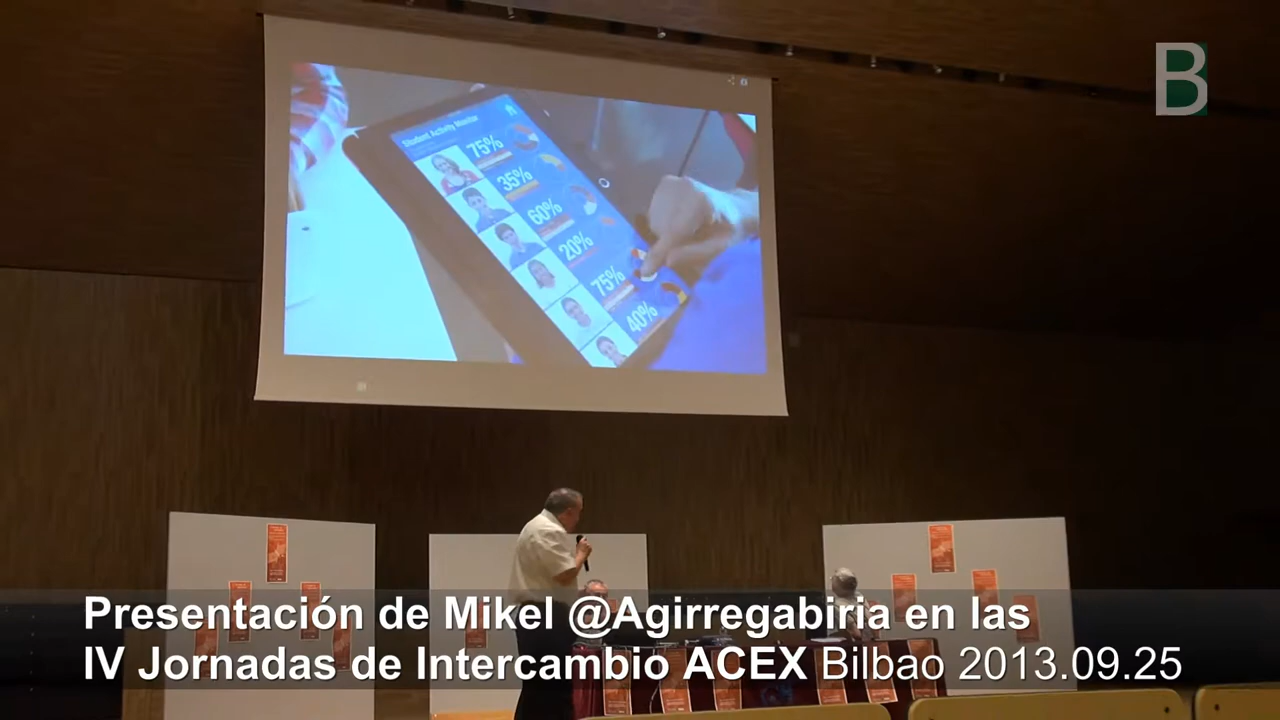 B
Student Activity Monitor
75%
35%
60%
20%
75%
40%
Presentación de Mikel @Agirregabiria en las
IV Jornadas de Intercambio ACEX Bilbao 2013.09.25